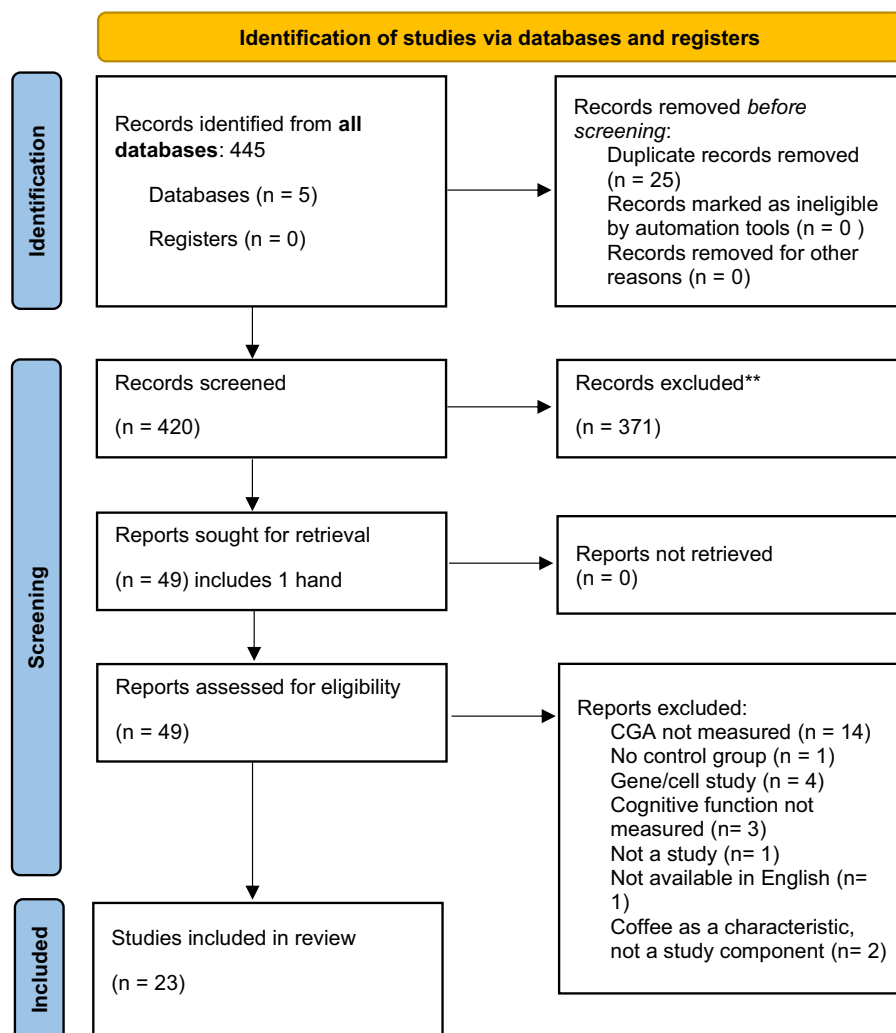 Identification of studies via databases and registers
Identification
Records identified from all
databases: 445
Databases (n = 5)
Registers (n = 0)
Records removed before
screening:
Duplicate records removed
(n = 25)
Records marked as ineligible
by automation tools (n = 0 )
Records removed for other
reasons (n = 0)
Screening
Records screened
(n = 420)
Records excluded**
(n = 371)
Reports sought for retrieval
(n = 49) includes 1 hand
Reports not retrieved
(n = 0)
Reports assessed for eligibility
(n = 49)
Reports excluded:
CGA not measured (n = 14)
No control group (n = 1)
Gene/cell study (n = 4)
Cognitive function not
measured (n= 3)
Not a study (n= 1)
Not available in English (n=
1)
Coffee as a characteristic,
not a study component (n= 2)
Included
Studies included in review
(n = 23)